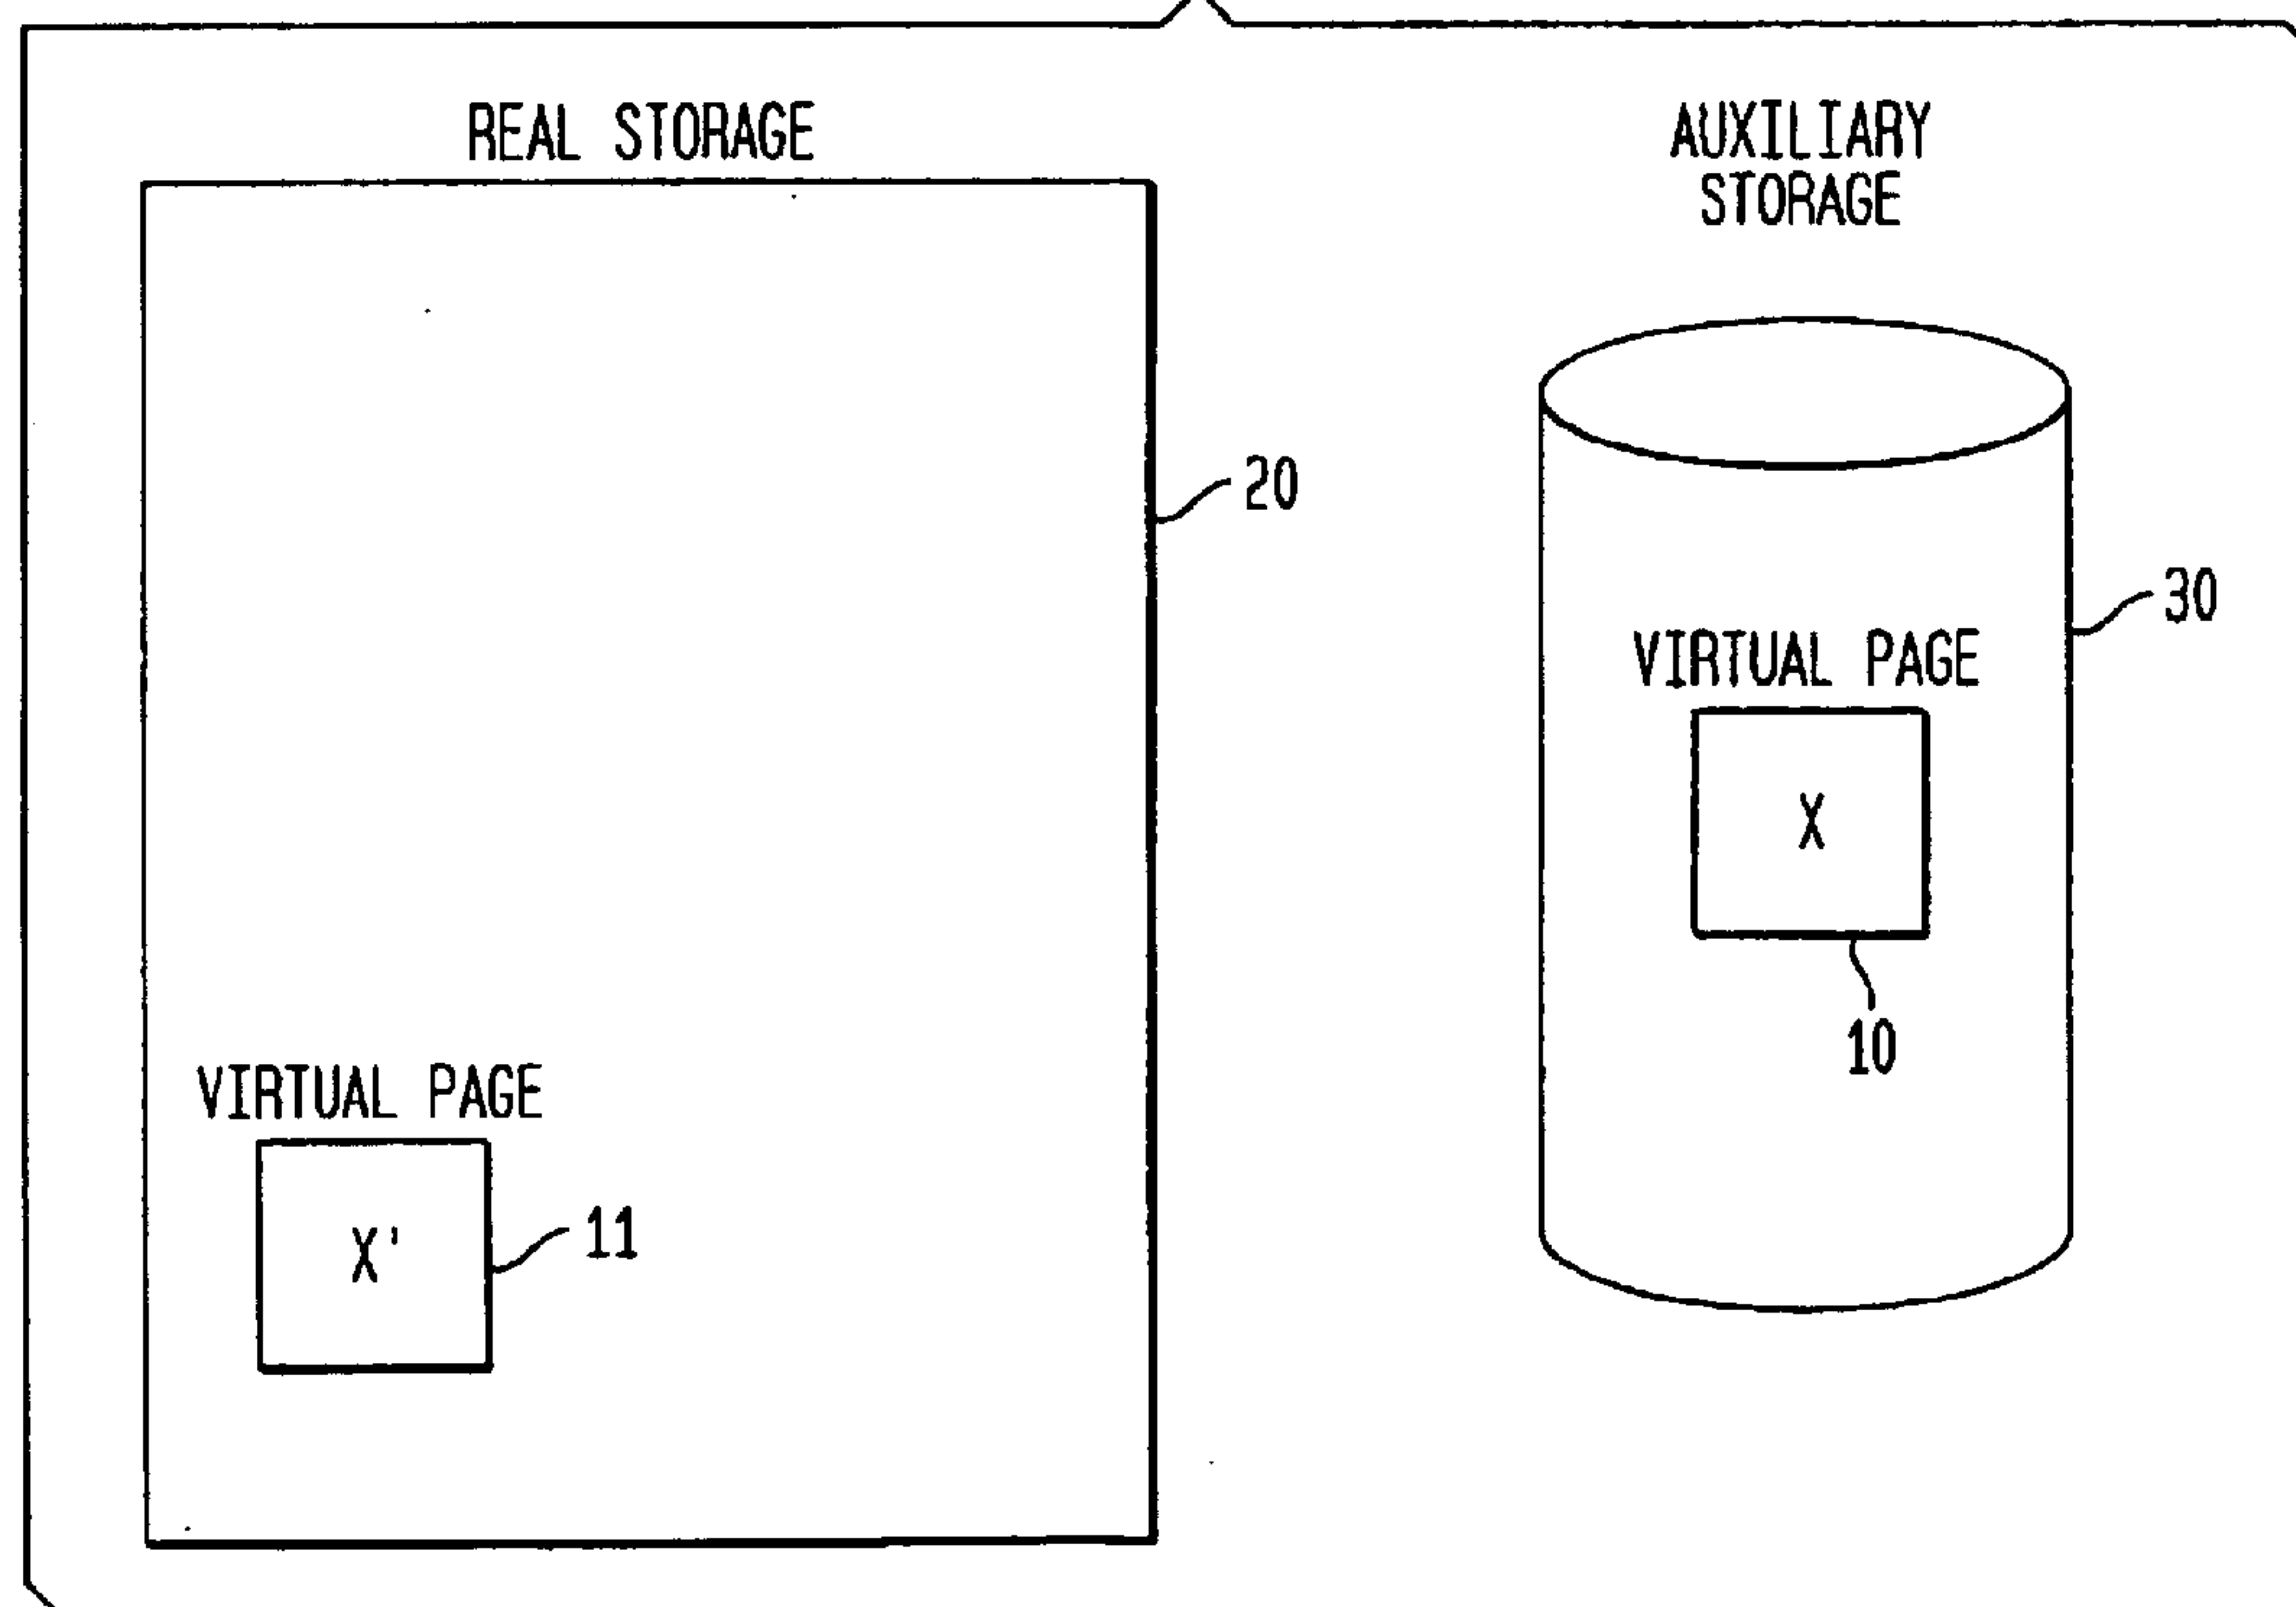 REAL STORAGE
AUXILIARY
STORAGE
20
30
VIRTUAL PAGE
X
10
VIRTUAL PAGE
X'
11